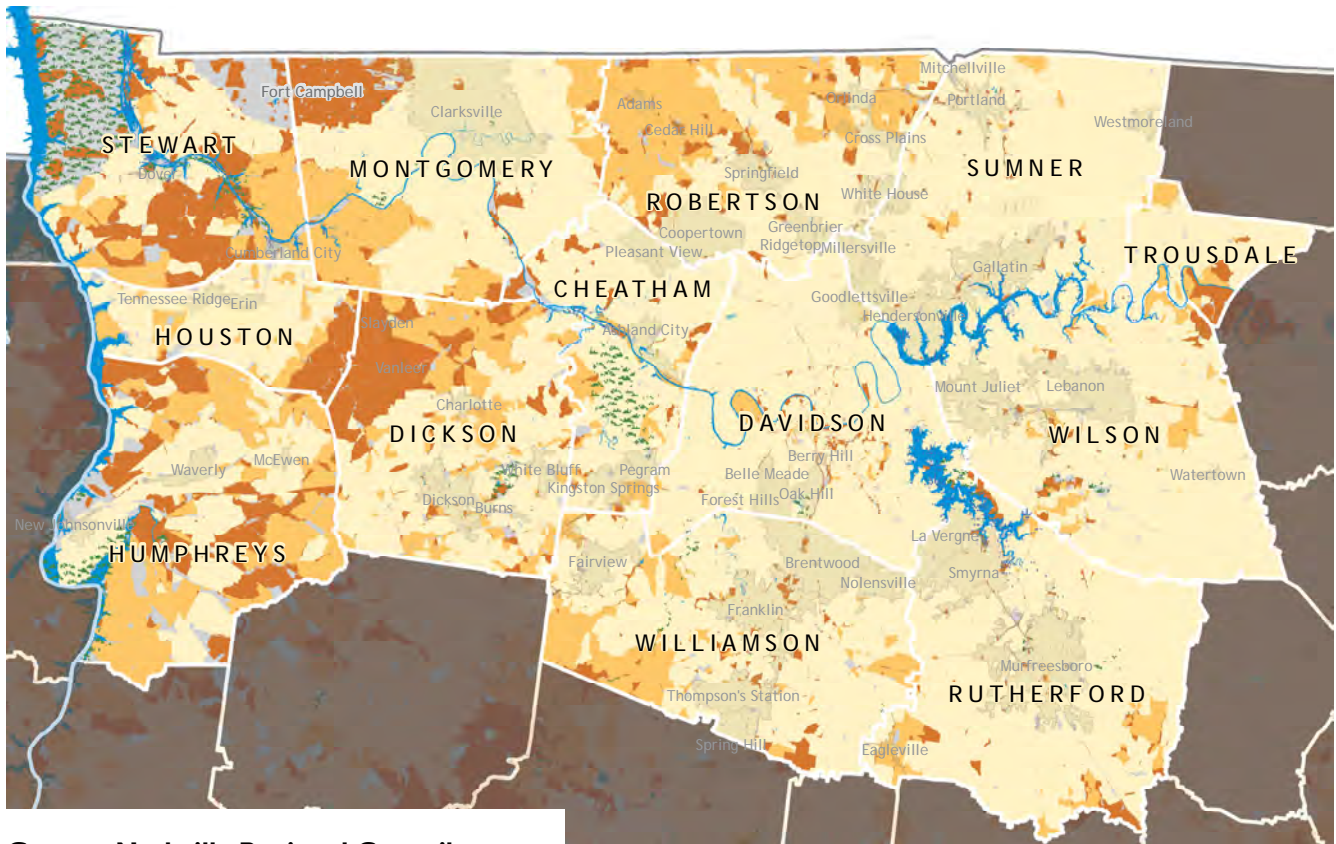 Mitchellville
Fort Campbell
Portland
Adams
Orlinda
Clarksville
Westmoreland
Cedar Hill
Cross Plains
STEWART
MONTGOMERY
SUMNER
Dover
Springfield
White House
ROBERTSON
Coopertown
Greenbrier
Cumberland City
Pleasant View
Ridgetop
Millersville
TROUSDALE
Gallatin
CHEATHAM
Tennessee Ridge
Erin
Goodlettsville
Hendersonville
Slayden
Ashland City
HOUSTON
Vanleer
Mount Juliet
Lebanon
Charlotte
DICKSON
DAVIDSON
WILSON
Berry Hill
Waverly
McEwen
White Bluff
Pegram
Belle Meade
Watertown
Kingston Springs
Dickson
Burns
Forest Hills
Oak Hill
New Johnsonville
La Vergne
HUMPHREYS
Fairview
Brentwood
Smyrna
Nolensville
Franklin
WILLIAMSON
Murfreesboro
Thompson's Station
RUTHERFORD
Spring Hill
Eagleville